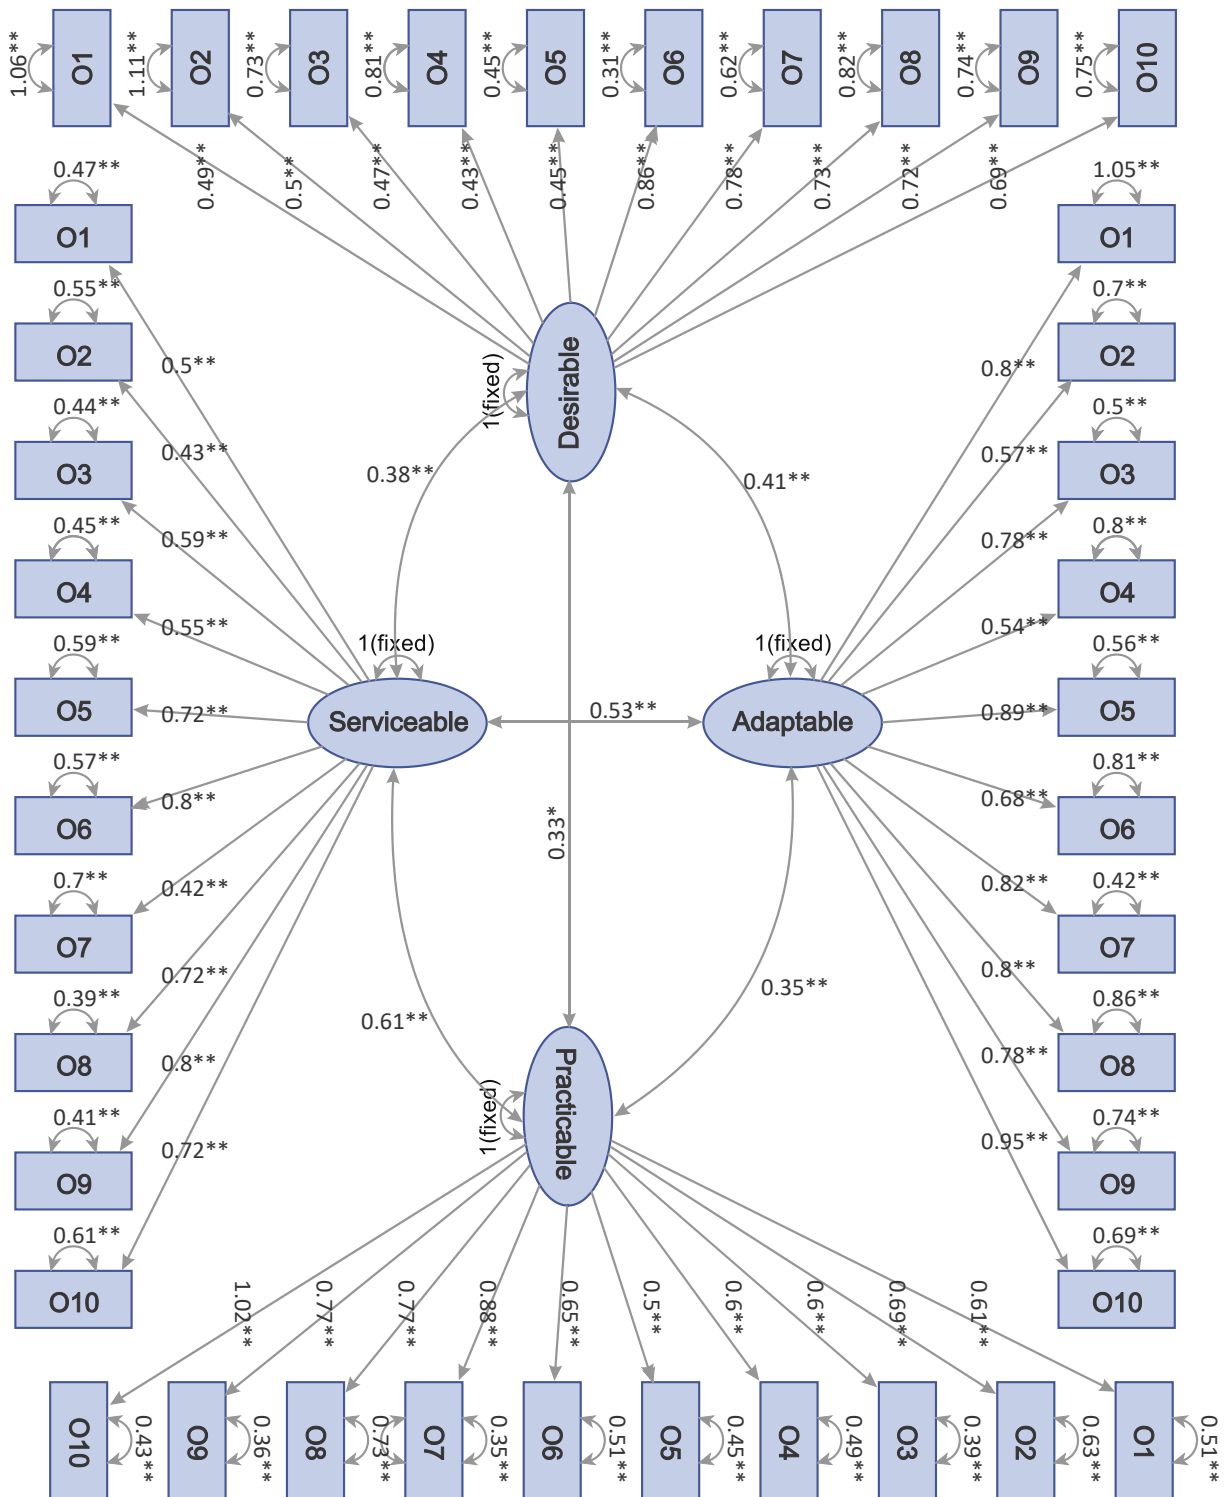 1.06** O1 1.11** O2 0.73** O3 0.81** O4 0.45** O5 0.31** O6 0.62** O7 0.82** O8 0.74** O9 0.75** O10
0.49** 0.5** 0.47** 0.43** 0.45** 0.86** 0.78** 0.73** 0.72** 0.69**
0.47** 1.05**
O1 O1
0.55** 0.7**
O2 O2
0.5** 0.8**
1(fixed) Desirable
0.44** 0.5**
0.43** 0.57**
O3 O3
0.38** 0.41**
0.45** 0.8**
0.59** 0.78**
O4 O4
0.55** 0.54**
0.59** 1(fixed) 1(fixed) 0.56**
O5 0.72** 0.53** 0.89** O5
Serviceable Adaptable
0.57** 0.81**
0.8** 0.68**
O6 0.33* O6
0.7** 0.42** 0.82** 0.42**
O7 O7
0.72** 0.8**
0.39** 0.35** 0.86**
0.61**
O8 0.8** 0.78** O8
0.41** 1(fixed) Practicable 0.74**
0.72** 0.95**
O9 O9
0.61** 0.69**
O10 O10
1.02** 0.77** 0.77** 0.88** 0.65** 0.5** 0.6** 0.6** 0.69** 0.61**
O10 0.43** O9 0.36** O8 0.73** O7 0.35** O6 0.51** O5 0.45** O4 0.49** O3 0.39** O2 0.63** O1 0.51**